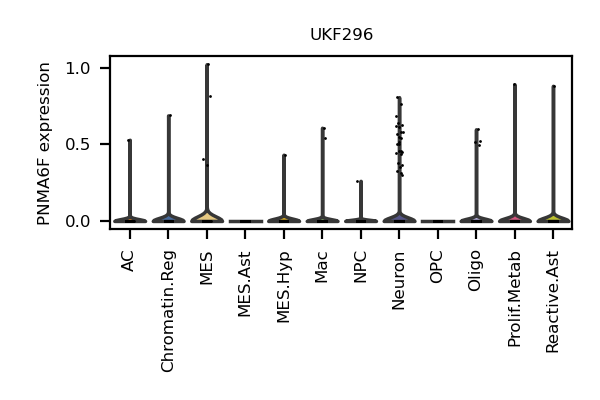 UKF296
PNMA6F expression
1.0
0.5
0.0
AC
Chromatin.Reg
MES
MES.Ast
MES.Hyp
Mac
NPC
Neuron
OPC
Oligo
Prolif.Metab
Reactive.Ast